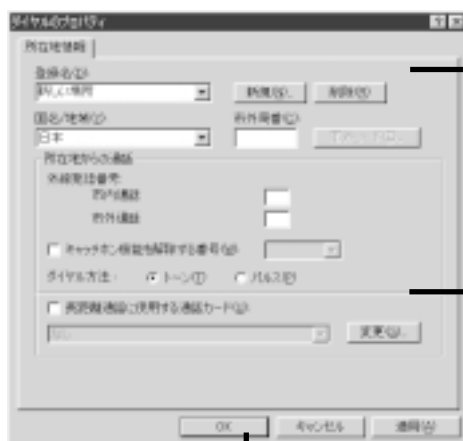 ダイヤルのプロパティ
所在地情報
登録名(D)
新しい場所
新規(N)...
削除(R)
国名/地域(Y)
市外局番(C)
日本
所在地からの通話
外線発信番号:
市内通話
市外通話
キャッチホン機能を解除する番号(W)
ダイヤル方法:
トーン(T)
パルス(P)
長距離通話に使用する通話カード(U)
なし
変更(G)...
OK
キャンセル
適用(A)